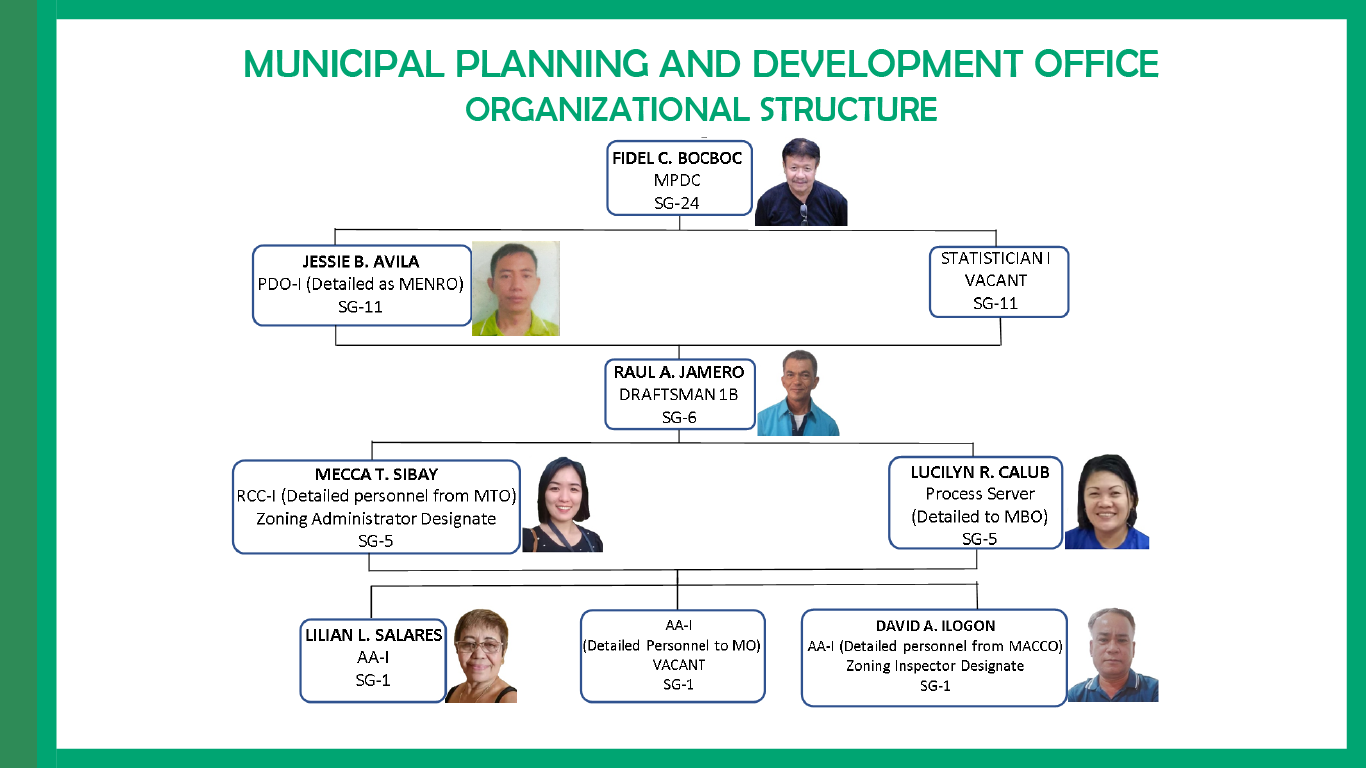 MUNICIPAL PLANNING AND DEVELOPMENT OFFICE
ORGANIZATIONAL STRUCTURE
FIDEL C. BOCBOC
MPDC
SG-24
JESSIE B. AVILA
PDO-I (Detailed as MENRO)
SG-11
STATISTICIAN I
VACANT
SG-11
RAUL A. JAMERO
DRAFTSMAN 1B
SG-6
MECCA T. SIBAY
RCC-I (Detailed personnel from MTO)
Zoning Administrator Designate
SG-5
LUCILYN R. CALUB
Process Server
(Detailed to MBO)
SG-5
LILIAN L. SALARES
AA-I
SG-1
AA-I
(Detailed Personnel to MO)
VACANT
SG-1
DAVID A. ILOGON
AA-I (Detailed personnel from MACCO)
Zoning Inspector Designate
SG-1